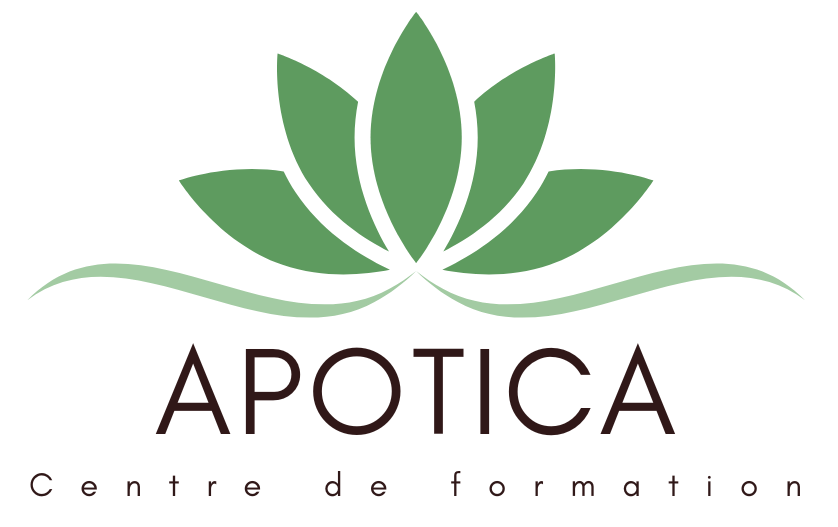 APOTICA
Centre de formation